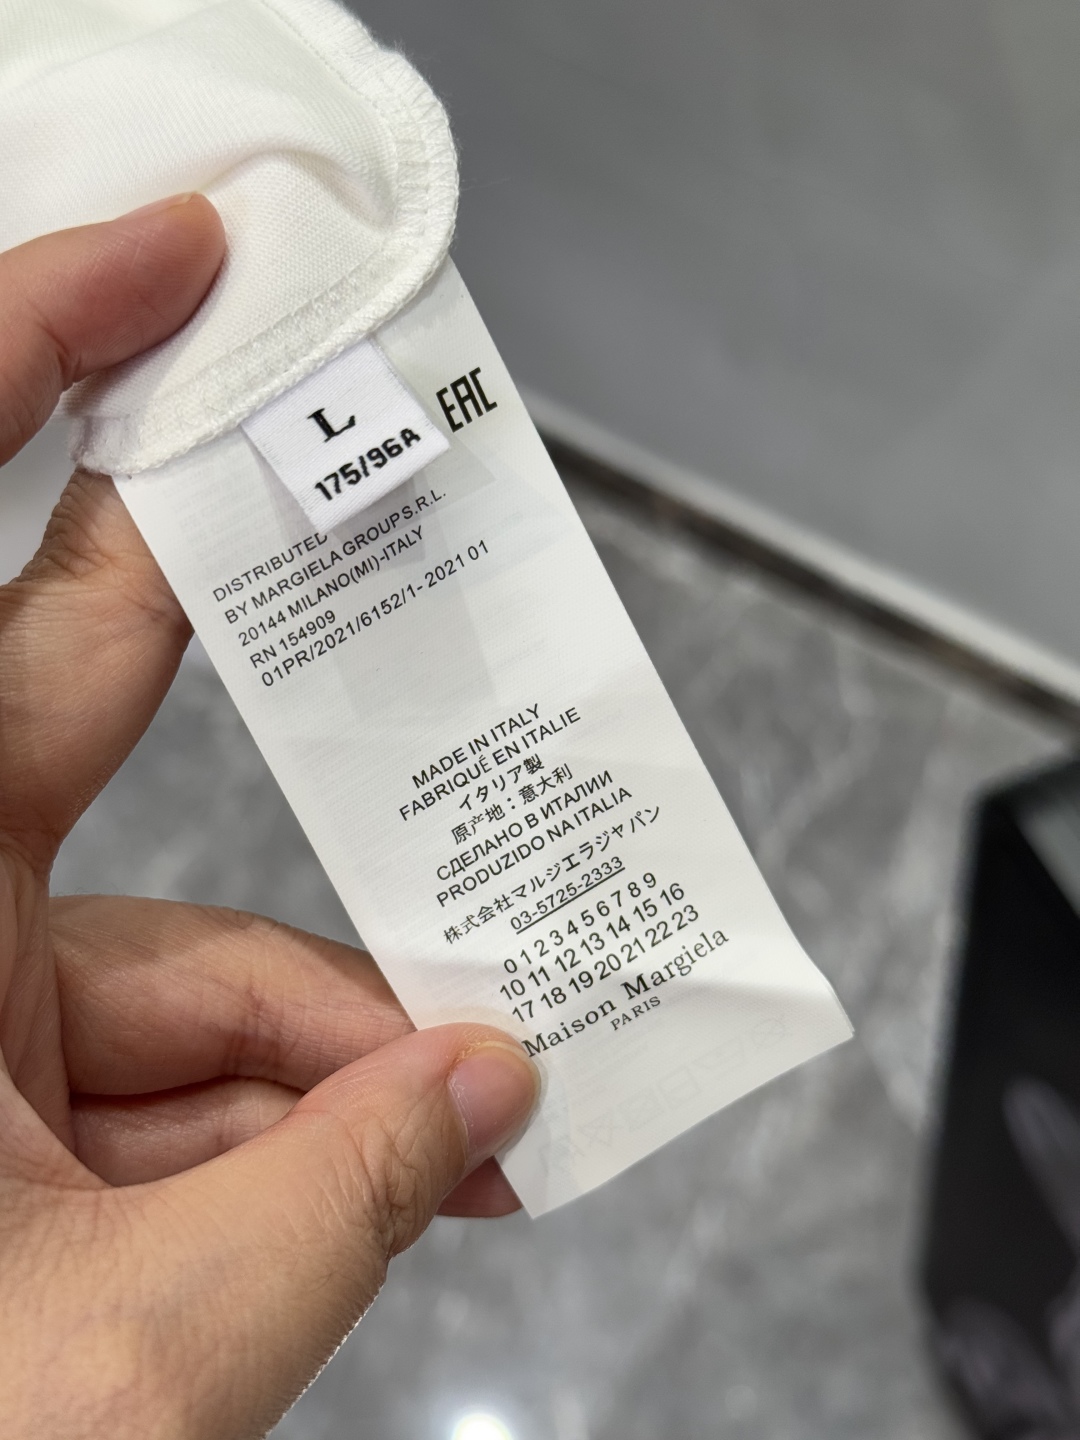 L
175/96A
EAC
DISTRIBUTED
BY MARGIELA GROUP S.R.L.
20144 MILANO(MI)-ITALY
RN 154909
01PR/2021/6152/1- 2021 01
MADE IN ITALY
FABRIQUÉ EN ITALIE
イタリア製
原产地：意大利
СДЕЛАНО В ИТАЛИИ
PRODUZIDO NA ITALIA
株式会社マルジエラジャパン
03-5725-2333
0 1 2 3 4 5 6 7 8 9
10 11 12 13 14 15 16
17 18 19 20 21 22 23
Maison Margiela
PARIS